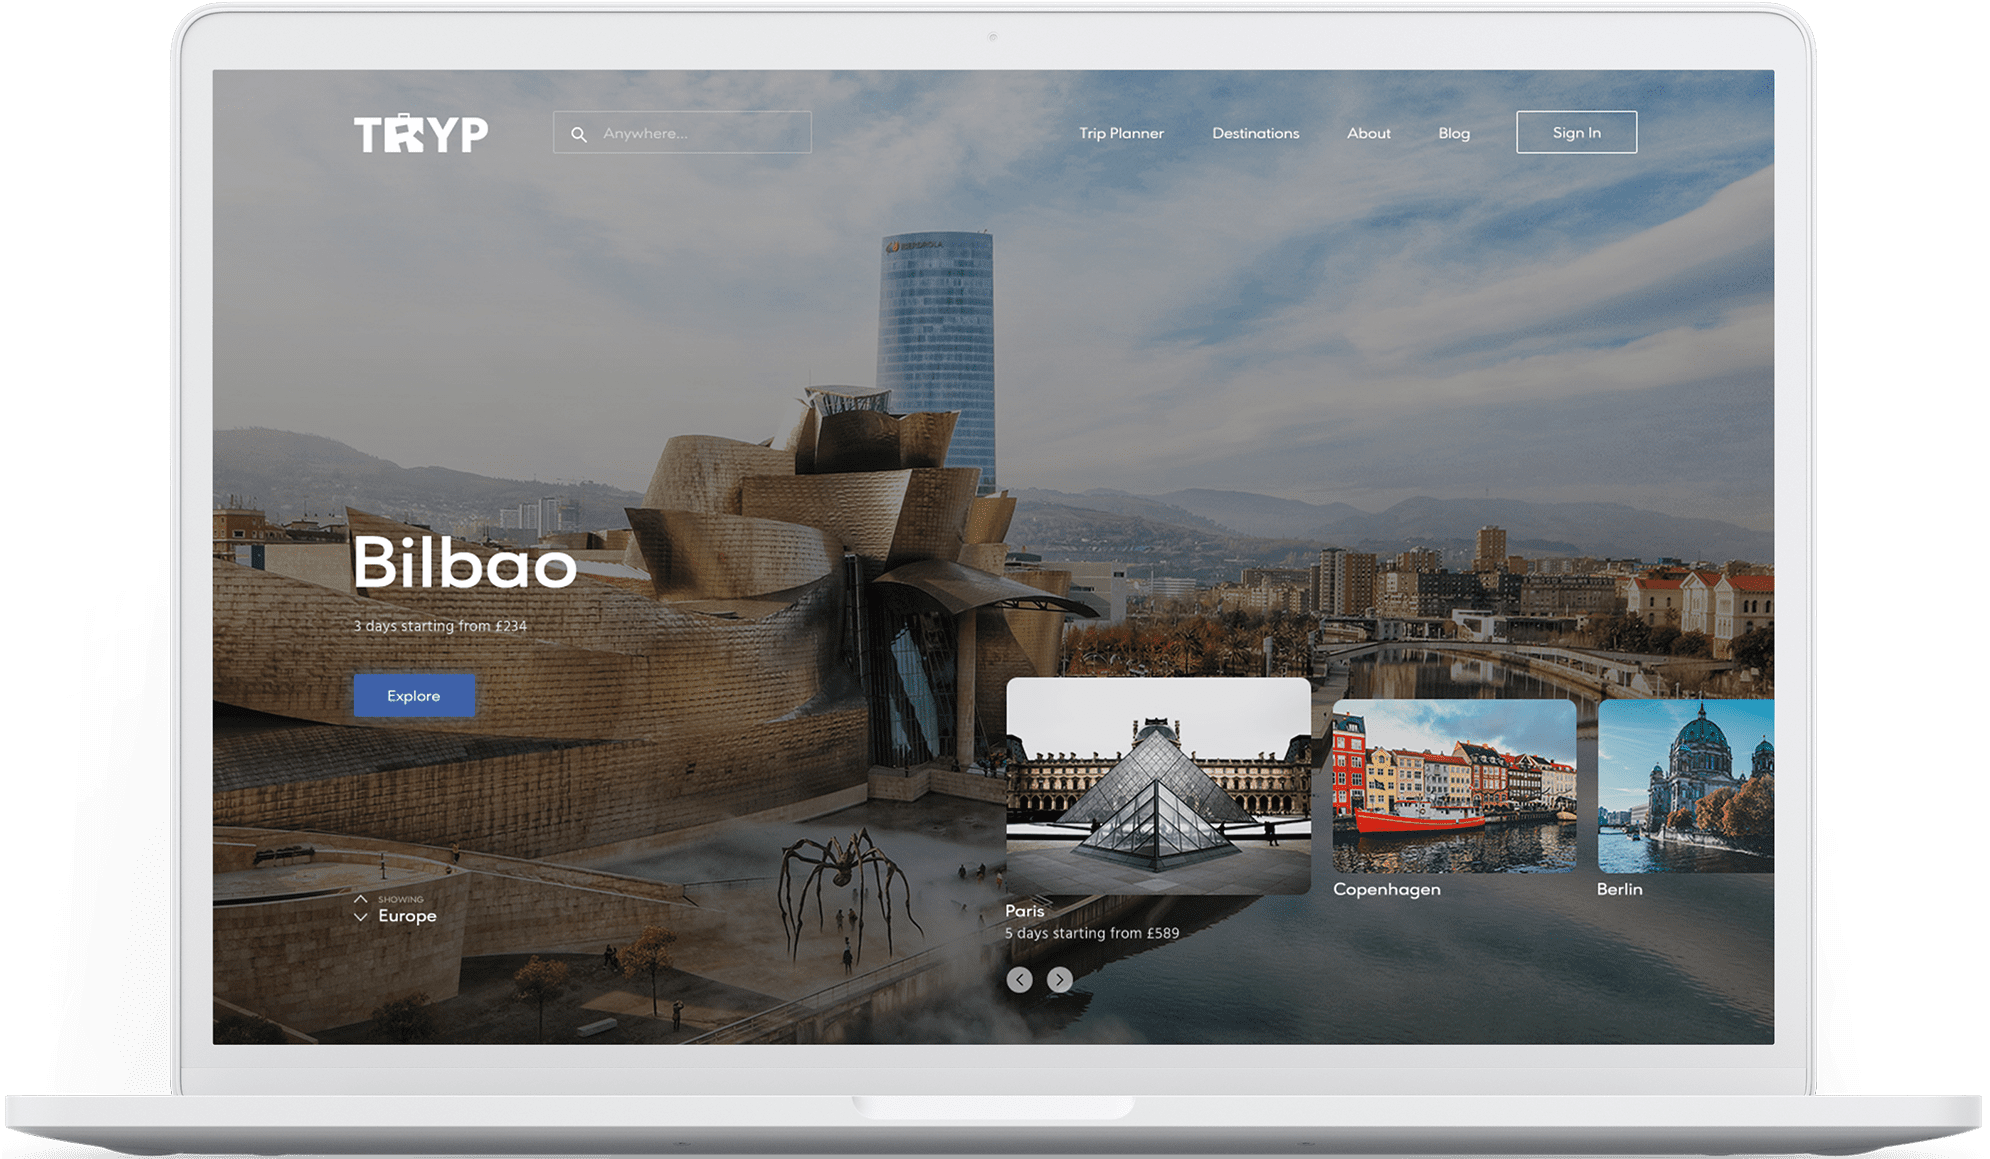 TRYP
Anywhere...
Trip Planner
Destinations
About
Blog
Sign In
IBERDROLA
Bilbao
3 days starting from £234
Explore
SHOWING
Europe
Paris
5 days starting from £589
Copenhagen
Berlin